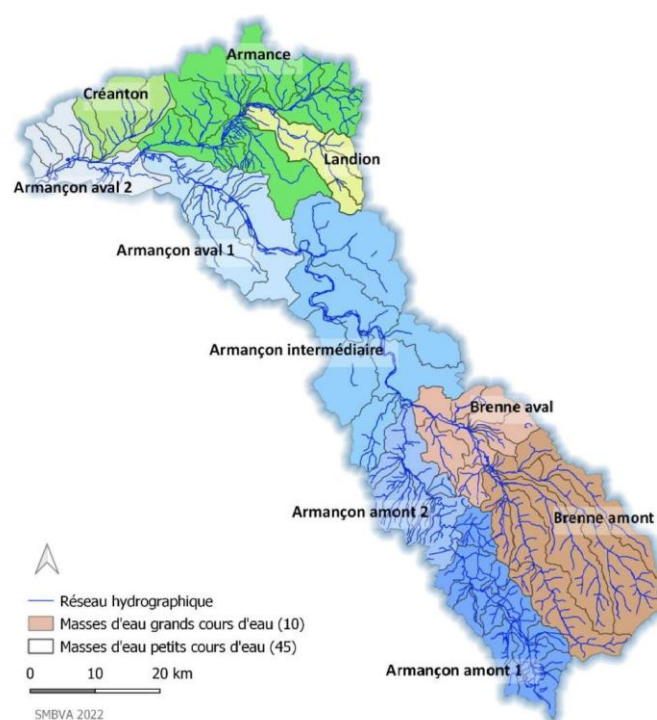 Armance
Créanton
Landion
Armançon aval 2
Armançon aval 1
Armançon intermédiaire
Brenne aval
Armançon amont 2
Brenne amont
Réseau hydrographique
Masses d'eau grands cours d'eau (10)
Masses d'eau petits cours d'eau (45)
0 10 20 km
Armançon amont 1
SMBVA 2022